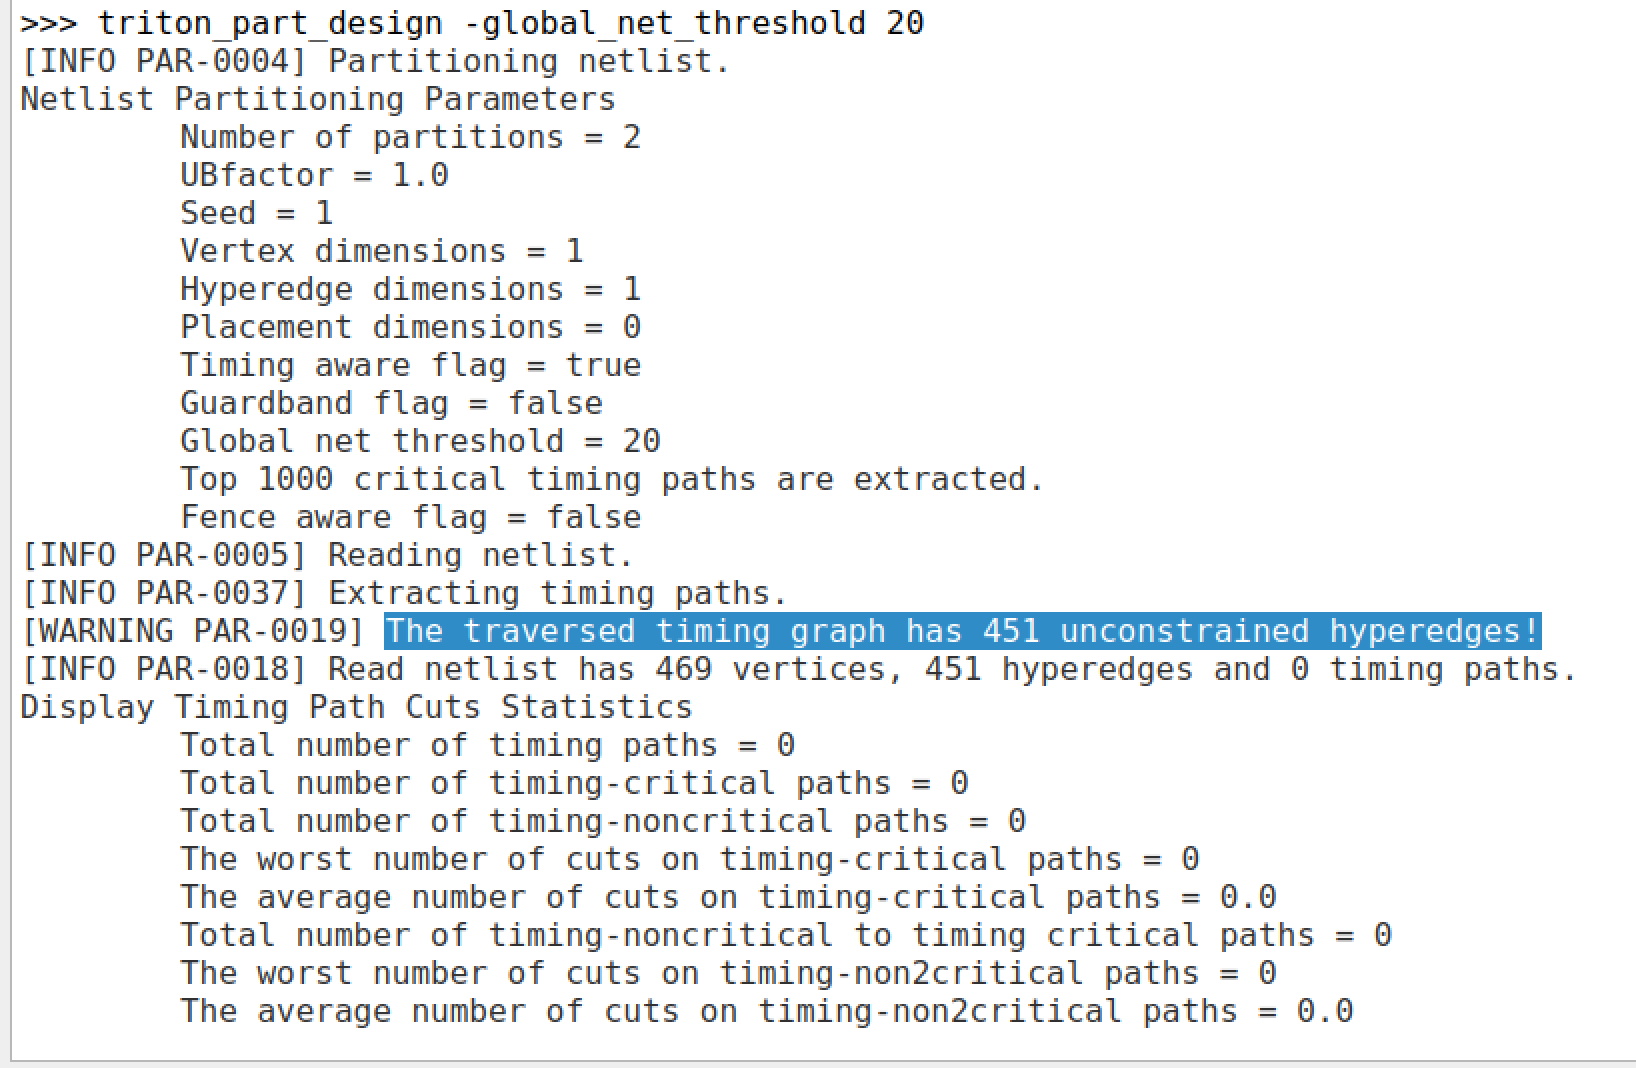 >>> triton_part_design -global_net_threshold 20
[INFO PAR-0004] Partitioning netlist.
Netlist Partitioning Parameters
Number of partitions = 2
UBfactor = 1.0
Seed = 1
Vertex dimensions = 1
Hyperedge dimensions = 1
Placement dimensions = 0
Timing aware flag = true
Guardband flag = false
Global net threshold = 20
Top 1000 critical timing paths are extracted.
Fence aware flag = false
[INFO PAR-0005] Reading netlist.
[INFO PAR-0037] Extracting timing paths.
[WARNING PAR-0019] The traversed timing graph has 451 unconstrained hyperedges!
[INFO PAR-0018] Read netlist has 469 vertices, 451 hyperedges and 0 timing paths.
Display Timing Path Cuts Statistics
Total number of timing paths = 0
Total number of timing-critical paths = 0
Total number of timing-noncritical paths = 0
The worst number of cuts on timing-critical paths = 0
The average number of cuts on timing-critical paths = 0.0
Total number of timing-noncritical to timing critical paths = 0
The worst number of cuts on timing-non2critical paths = 0
The average number of cuts on timing-non2critical paths = 0.0